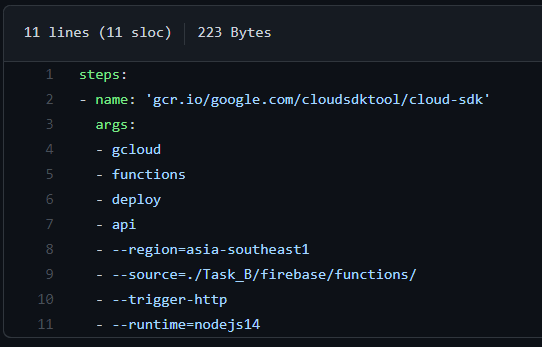 11 lines (11 sloc) 223 Bytes
1 steps:
2 - name: 'gcr.io/google.com/cloudsdktool/cloud-sdk'
3   args:
4   - gcloud
5   - functions
6   - deploy
7   - api
8   - --region=asia-southeast1
9   - --source=./Task_B/firebase/functions/
10   - --trigger-http
11   - --runtime=nodejs14